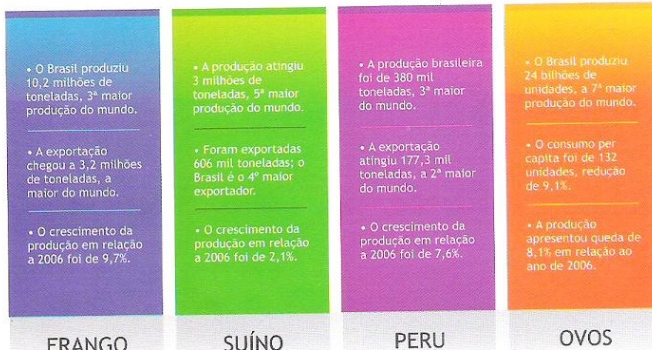 • O Brasil produziu
10,2 milhões de
toneladas, 3ª maior
produção do mundo.
• A exportação
chegou a 3,2 milhões
de toneladas, a
maior do mundo.
• O crescimento da
produção em relação
a 2006 foi de 9,7%.
FRANGO
• A produção atingiu
3 milhões de
toneladas, 5ª maior
produção do mundo.
• Foram exportadas
606 mil toneladas; o
Brasil é o 4º maior
exportador.
• O crescimento da
produção em relação
a 2006 foi de 2,1%.
SUÍNO
• A produção brasileira
foi de 380 mil
toneladas, 3ª maior
do mundo.
• A exportação
atingiu 177,3 mil
toneladas, a 2ª maior
do mundo.
• O crescimento da
produção em relação
a 2006 foi de 7,6%.
PERU
• O Brasil produziu
24 bilhões de
unidades, a 7ª maior
produção do mundo.
• O consumo per
capita foi de 132
unidades, redução
de 9,1%.
• A produção
apresentou queda de
8,1% em relação ao
ano de 2006.
OVOS